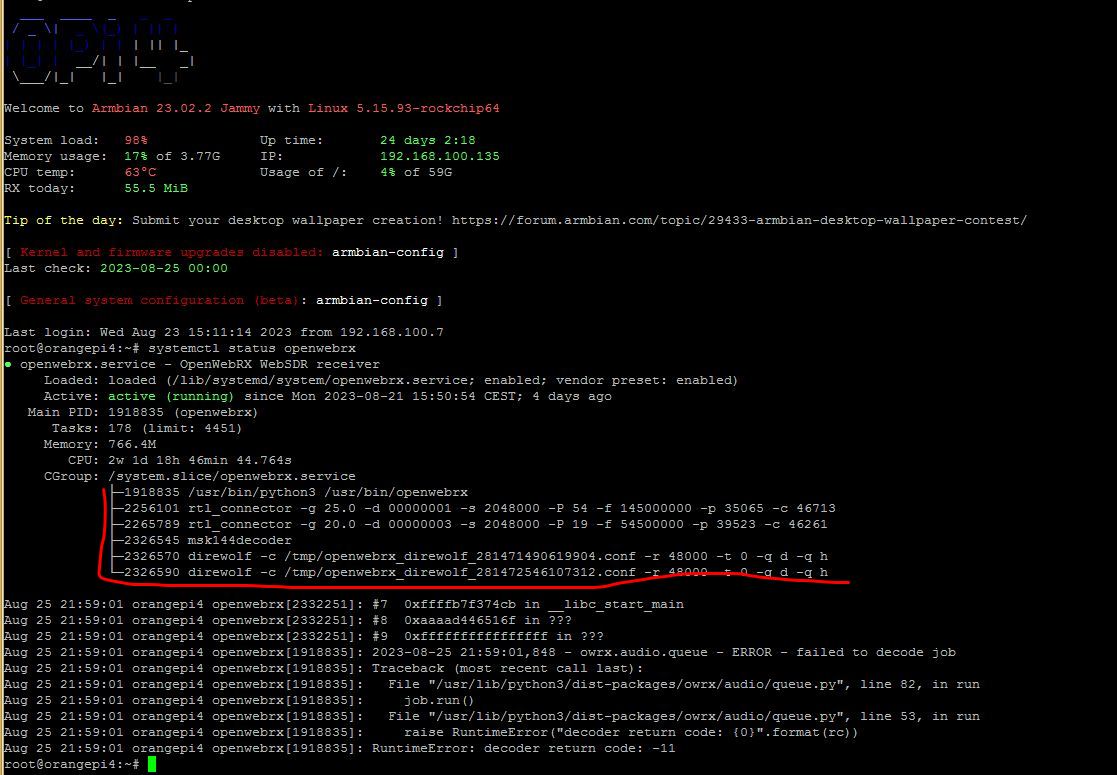 Welcome to Armbian 23.02.2 Jammy with Linux 5.15.93-rockchip64
System load: 98% Up time: 24 days 2:18
Memory usage: 17% of 3.77G IP: 192.168.100.135
CPU temp: 63°C Usage of /: 4% of 59G
RX today: 55.5 MiB
Tip of the day: Submit your desktop wallpaper creation! https://forum.armbian.com/topic/29433-armbian-desktop-wallpaper-contest/
[ Kernel and firmware upgrades disabled: armbian-config ]
Last check: 2023-08-25 00:00
[ General system configuration (beta): armbian-config ]
Last login: Wed Aug 23 15:11:14 2023 from 192.168.100.7
root@orangepi4:~# systemctl status openwebrx
● openwebrx.service - OpenWebRX WebSDR receiver
Loaded: loaded (/lib/systemd/system/openwebrx.service; enabled; vendor preset: enabled)
Active: active (running) since Mon 2023-08-21 15:50:54 CEST; 4 days ago
Main PID: 1918835 (openwebrx)
Tasks: 178 (limit: 4451)
Memory: 766.4M
CPU: 2w 1d 18h 46min 44.764s
CGroup: /system.slice/openwebrx.service
├─1918835 /usr/bin/python3 /usr/bin/openwebrx
├─2256101 rtl_connector -g 25.0 -d 00000001 -s 2048000 -P 54 -f 145000000 -p 35065 -c 46713
├─2265789 rtl_connector -g 20.0 -d 00000003 -s 2048000 -P 19 -f 54500000 -p 39523 -c 46261
├─2326545 msk144decoder
├─2326570 direwolf -c /tmp/openwebrx_direwolf_281471490619904.conf -r 48000 -t 0 -q d -q h
└─2326590 direwolf -c /tmp/openwebrx_direwolf_281472546107312.conf -r 48000 -t 0 -q d -q h
Aug 25 21:59:01 orangepi4 openwebrx[2332251]: #7 0xffffb7f374cb in __libc_start_main
Aug 25 21:59:01 orangepi4 openwebrx[2332251]: #8 0xaaaad446516f in ???
Aug 25 21:59:01 orangepi4 openwebrx[2332251]: #9 0xffffffffffffffff in ???
Aug 25 21:59:01 orangepi4 openwebrx[1918835]: 2023-08-25 21:59:01,848 - owrx.audio.queue - ERROR - failed to decode job
Aug 25 21:59:01 orangepi4 openwebrx[1918835]: Traceback (most recent call last):
Aug 25 21:59:01 orangepi4 openwebrx[1918835]: File "/usr/lib/python3/dist-packages/owrx/audio/queue.py", line 82, in run
Aug 25 21:59:01 orangepi4 openwebrx[1918835]: job.run()
Aug 25 21:59:01 orangepi4 openwebrx[1918835]: File "/usr/lib/python3/dist-packages/owrx/audio/queue.py", line 53, in run
Aug 25 21:59:01 orangepi4 openwebrx[1918835]: raise RuntimeError("decoder return code: {0}".format(rc))
Aug 25 21:59:01 orangepi4 openwebrx[1918835]: RuntimeError: decoder return code: -11
root@orangepi4:~#